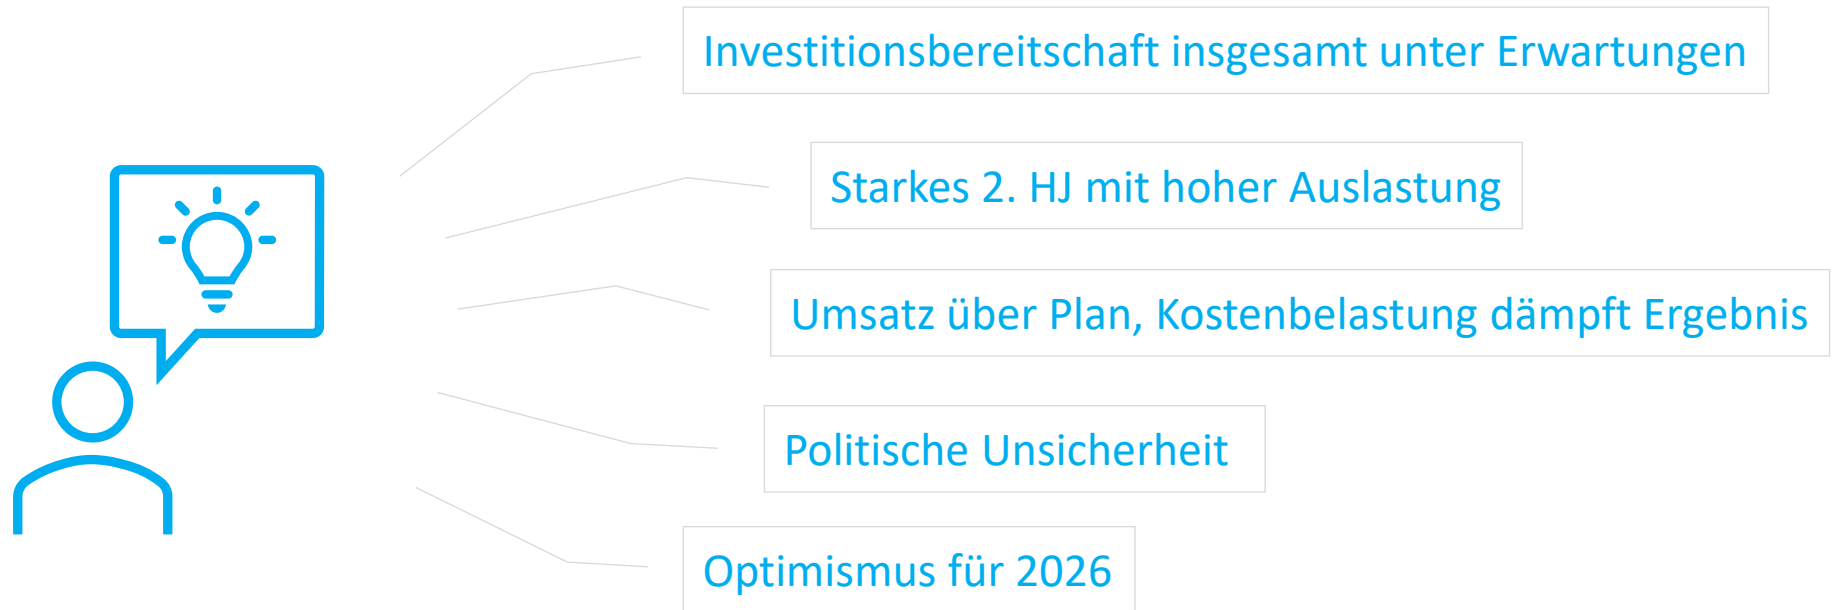 Investitionsbereitschaft insgesamt unter Erwartungen
Starkes 2. HJ mit hoher Auslastung
Umsatz über Plan, Kostenbelastung dämpft Ergebnis
Politische Unsicherheit
Optimismus für 2026